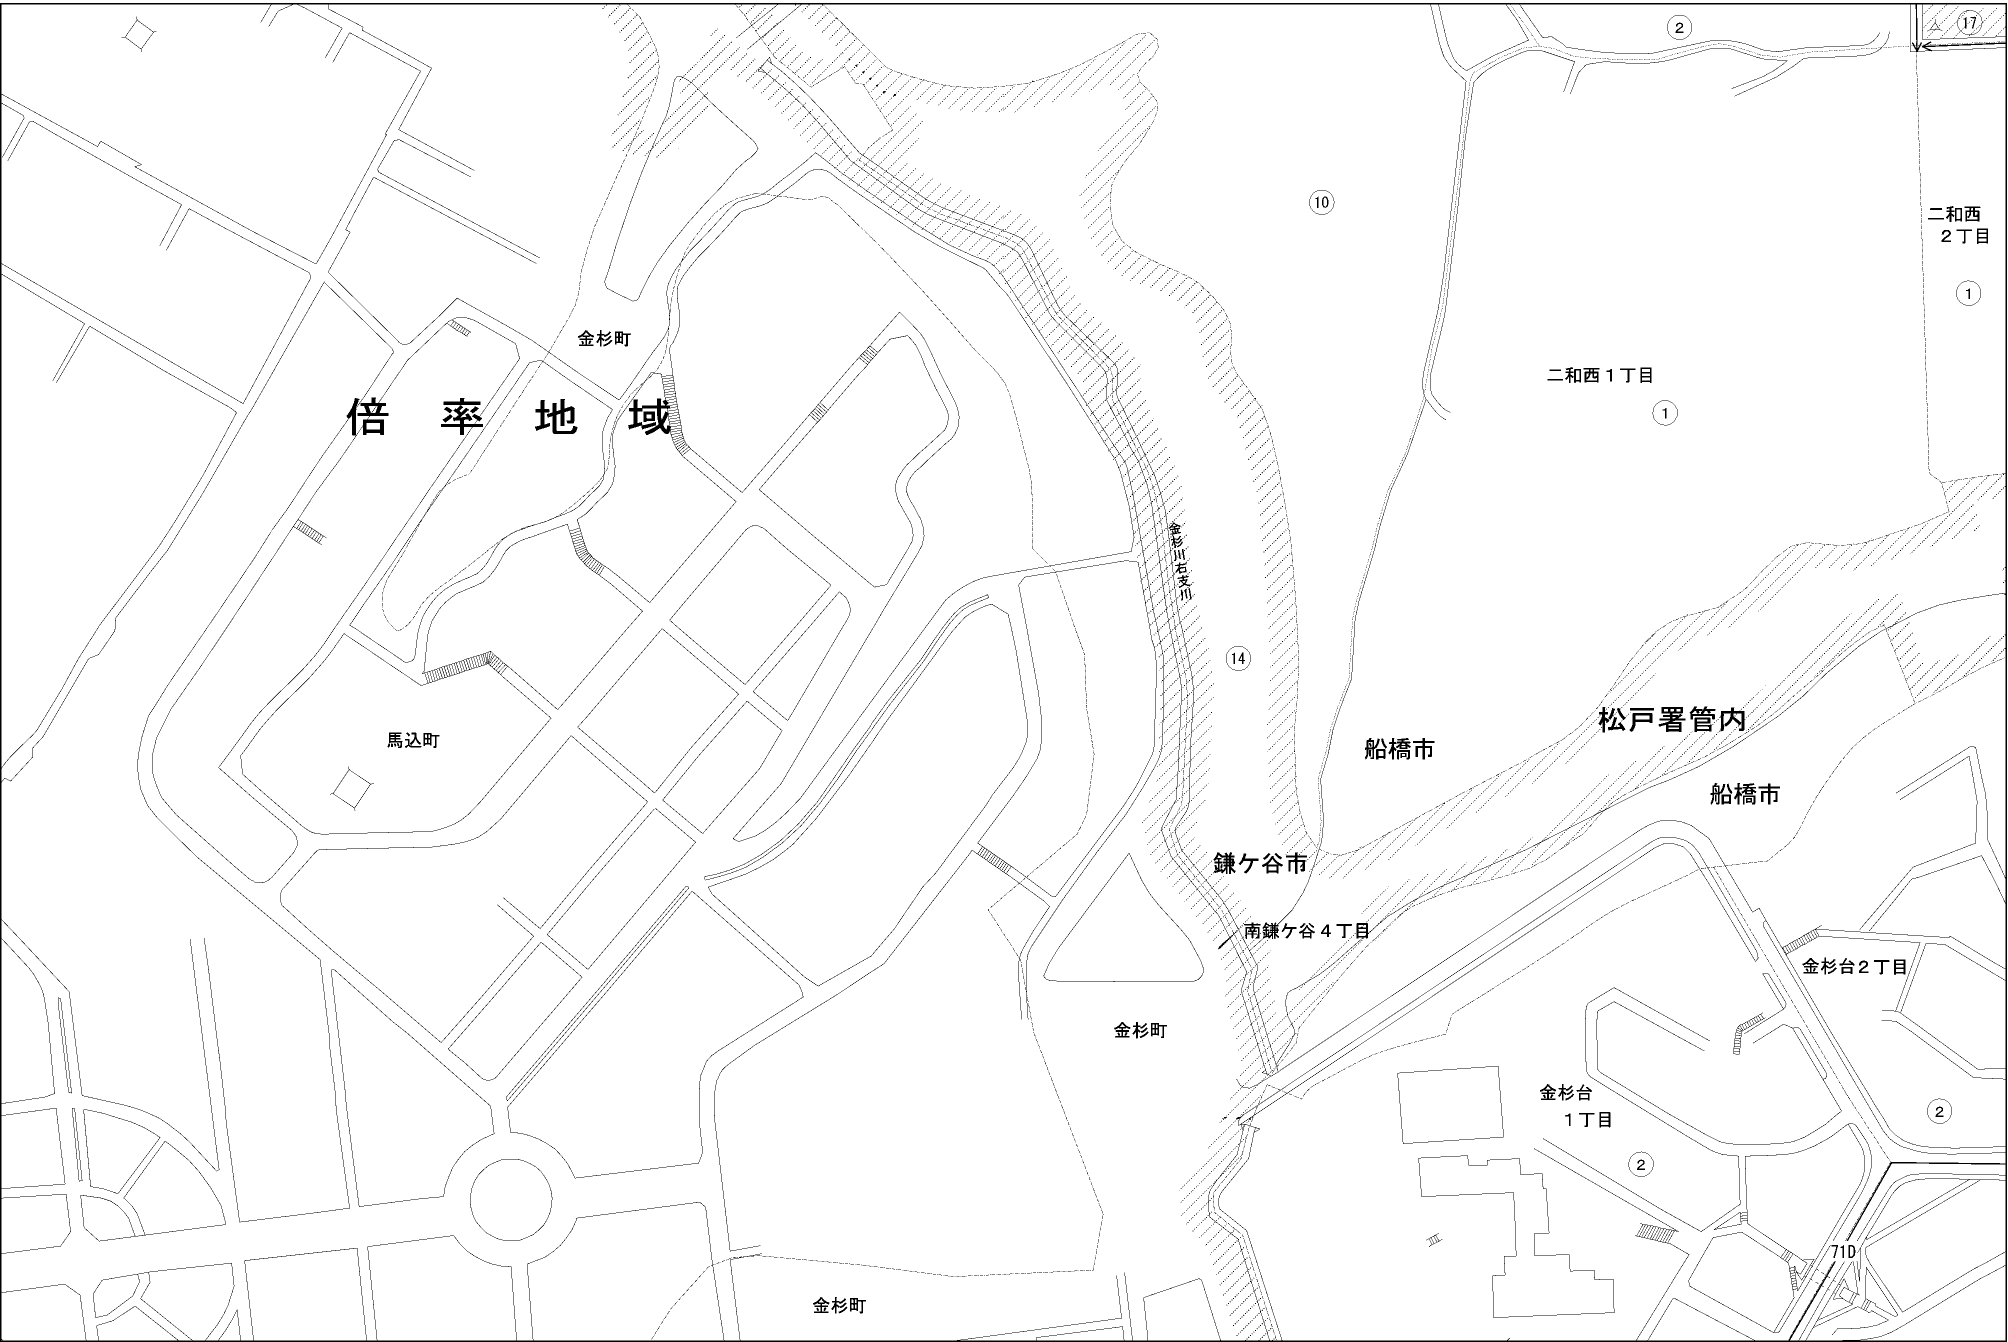 2
17
10
二和西
2丁目
1
金杉町
二和西1丁目
倍率地域
1
金杉川右支川
14
松戸署管内
馬込町
船橋市
船橋市
鎌ケ谷市
南鎌ケ谷4丁目
金杉台2丁目
金杉町
金杉台
1丁目
2
2
71D
金杉町